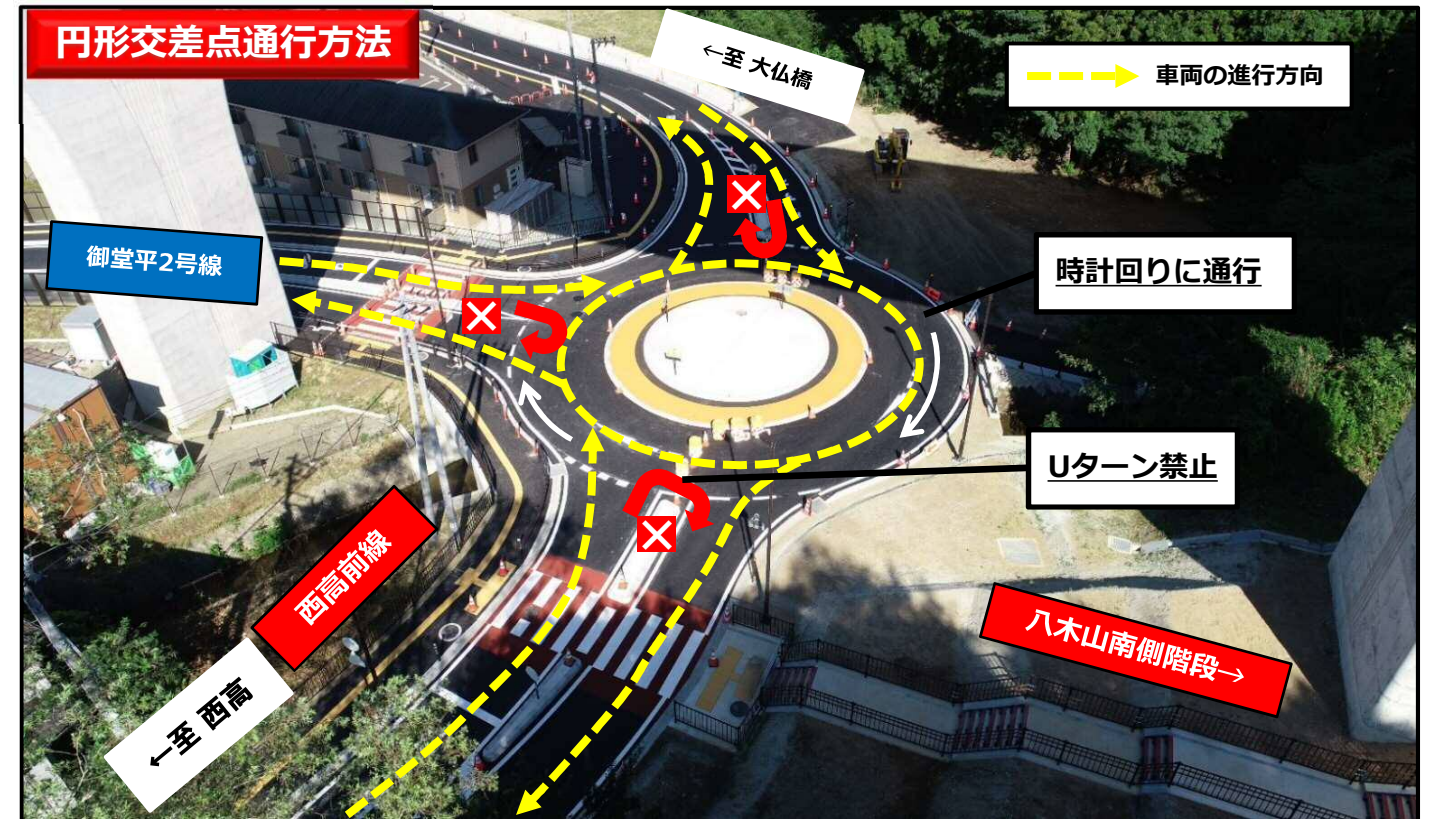 円形交差点通行方法
←至 大仏橋
車両の進行方向
御堂平2号線
時計回りに通行
Uターン禁止
西高前線
八木山南側階段→
←至 西高